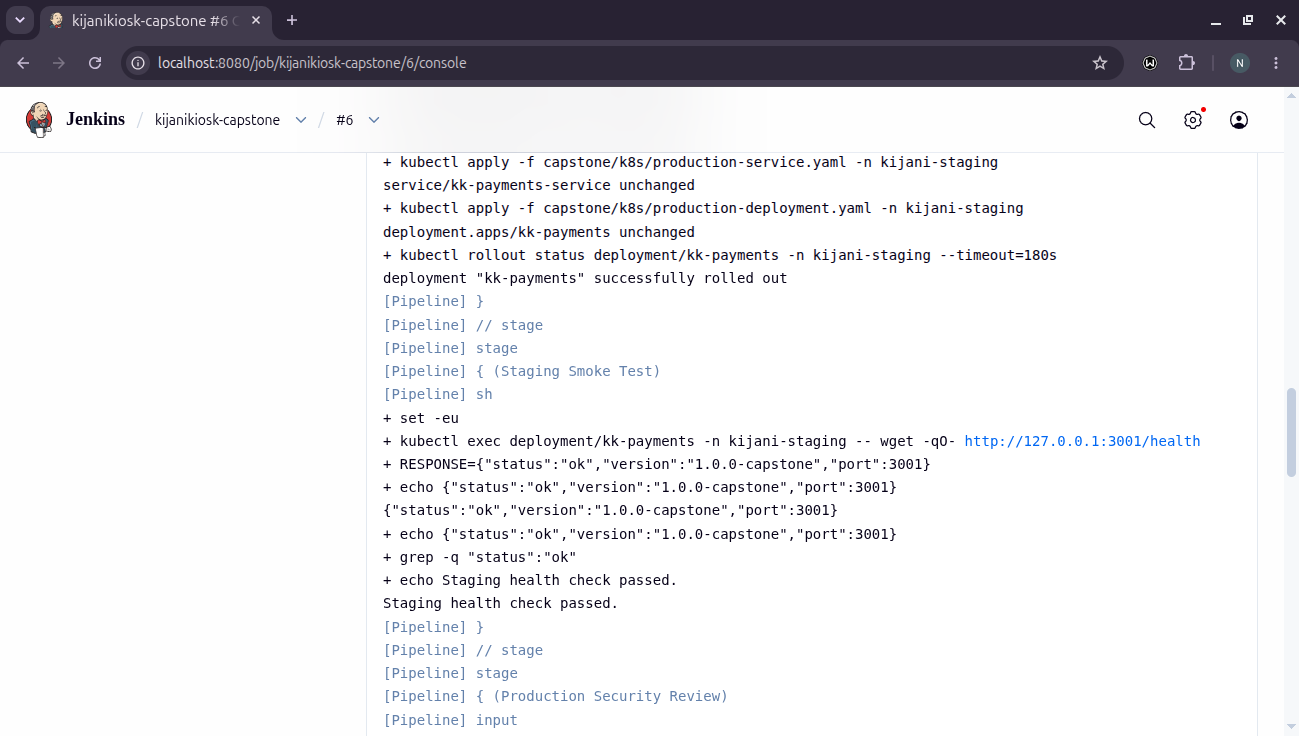 kijanikiosk-capstone #6
localhost:8080/job/kijanikiosk-capstone/6/console
N
Jenkins / kijanikiosk-capstone / #6
+ kubectl apply -f capstone/k8s/production-service.yaml -n kijani-staging
service/kk-payments-service unchanged
+ kubectl apply -f capstone/k8s/production-deployment.yaml -n kijani-staging
deployment.apps/kk-payments unchanged
+ kubectl rollout status deployment/kk-payments -n kijani-staging --timeout=180s
deployment "kk-payments" successfully rolled out
[Pipeline] }
[Pipeline] // stage
[Pipeline] stage
[Pipeline] { (Staging Smoke Test)
[Pipeline] sh
+ set -eu
+ kubectl exec deployment/kk-payments -n kijani-staging -- wget -qO- http://127.0.0.1:3001/health
+ RESPONSE={"status":"ok","version":"1.0.0-capstone","port":3001}
+ echo {"status":"ok","version":"1.0.0-capstone","port":3001}
{"status":"ok","version":"1.0.0-capstone","port":3001}
+ echo {"status":"ok","version":"1.0.0-capstone","port":3001}
+ grep -q "status":"ok"
+ echo Staging health check passed.
Staging health check passed.
[Pipeline] }
[Pipeline] // stage
[Pipeline] stage
[Pipeline] { (Production Security Review)
[Pipeline] input